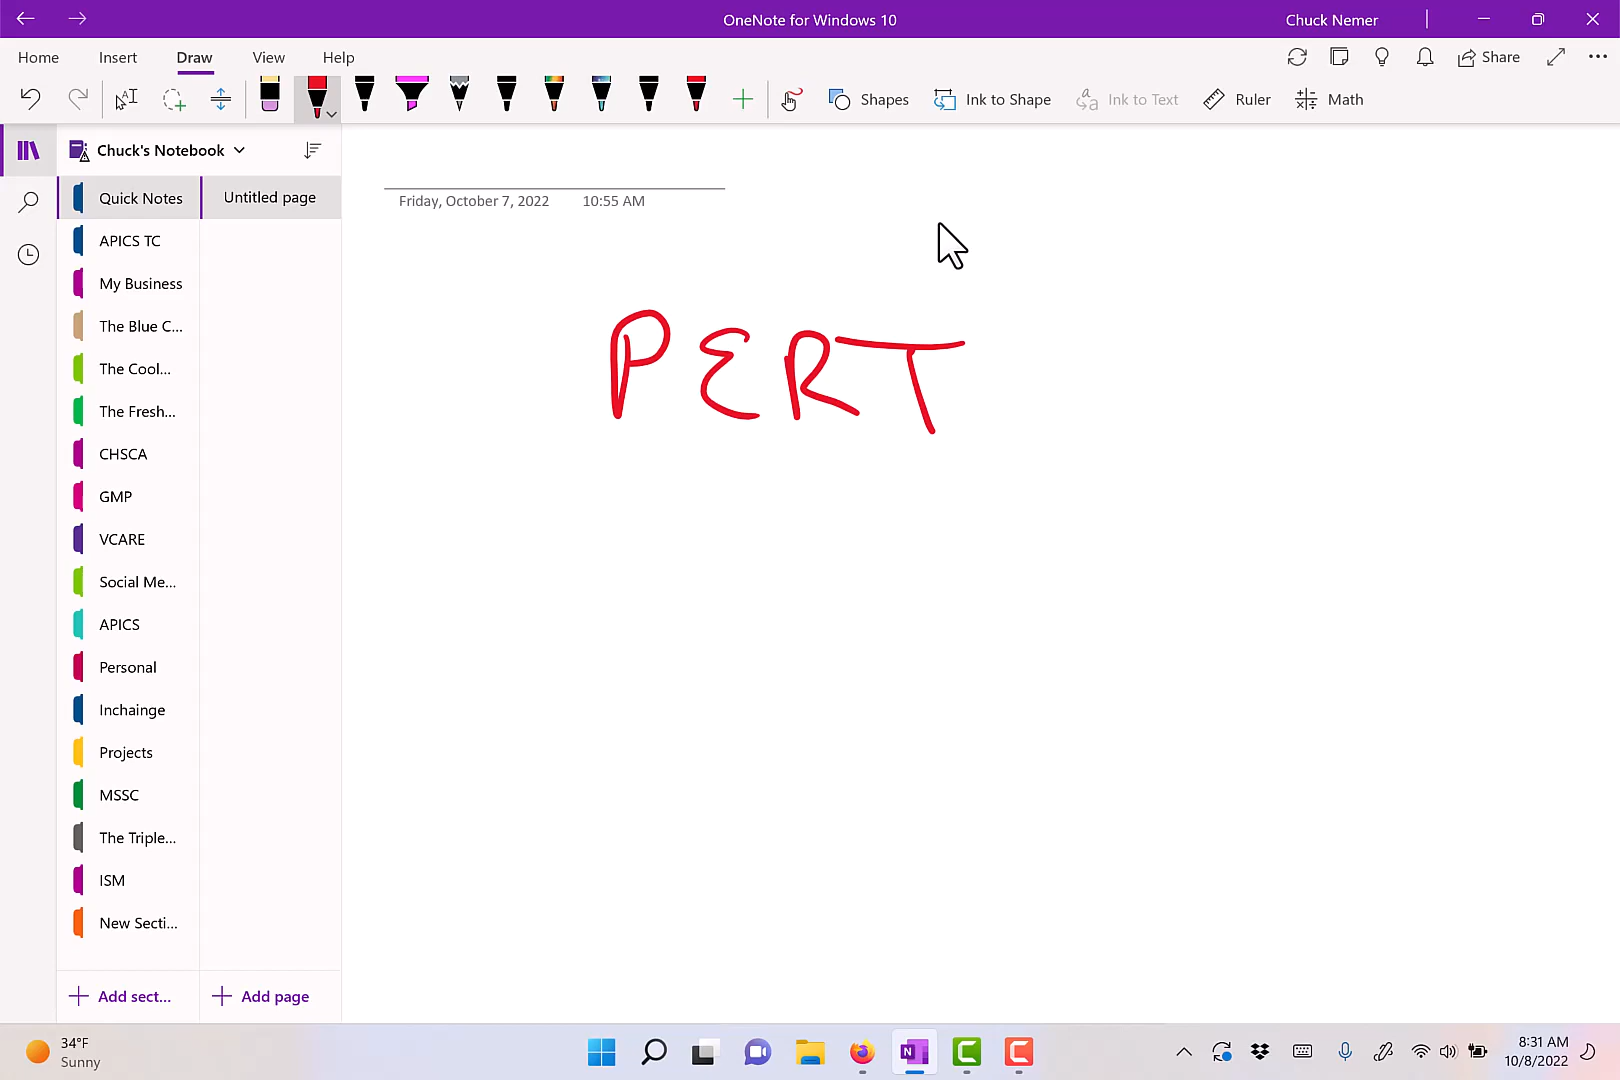 OneNote for Windows 10
Chuck Nemer
Home Insert Draw View Help
Share
Shapes
Ink to Shape
Ink to Text
Ruler
Math
Chuck's Notebook
Quick Notes
APICS TC
My Business
The Blue C...
The Cool...
The Fresh...
CHSCA
GMP
VCARE
Social Me...
APICS
Personal
Inchainge
Projects
MSSC
The Triple...
ISM
New Secti...
Add sect...
Untitled page
Add page
Friday, October 7, 2022 10:55 AM
PERT
34°F
Sunny
8:31 AM
10/8/2022